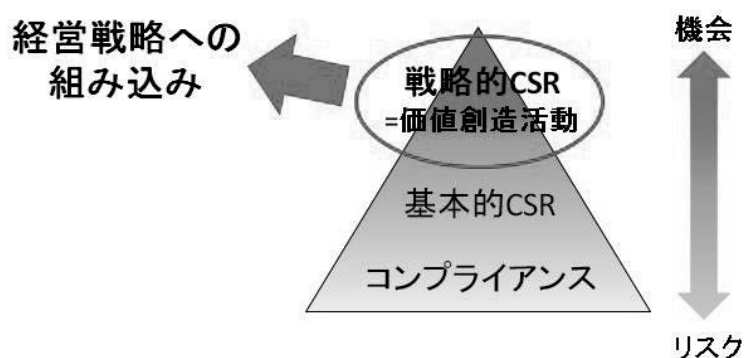 経営戦略への
組み込み
戦略的CSR
=価値創造活動
基本的CSR
コンプライアンス
機会
リスク